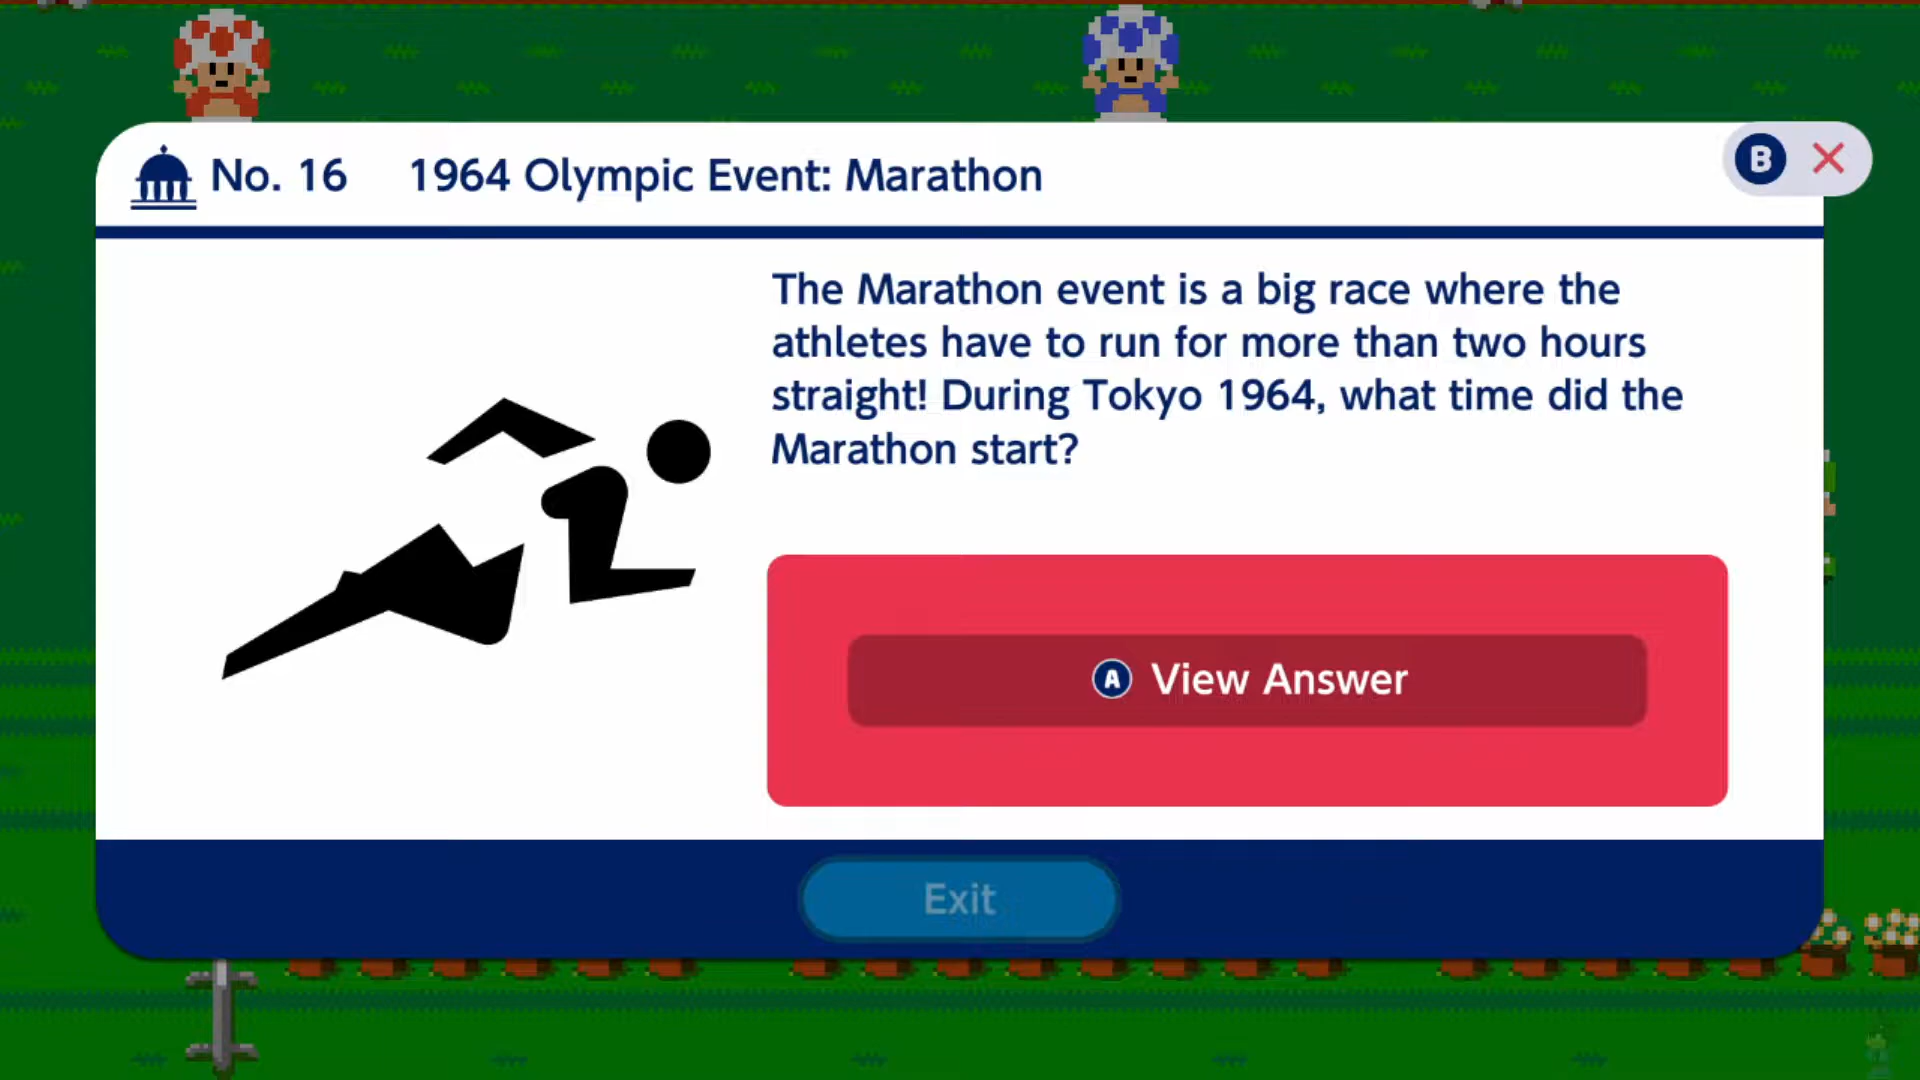 No. 16 1964 Olympic Event: Marathon
B
The Marathon event is a big race where the
athletes have to run for more than two hours
straight! During Tokyo 1964, what time did the
Marathon start?
A View Answer
Exit